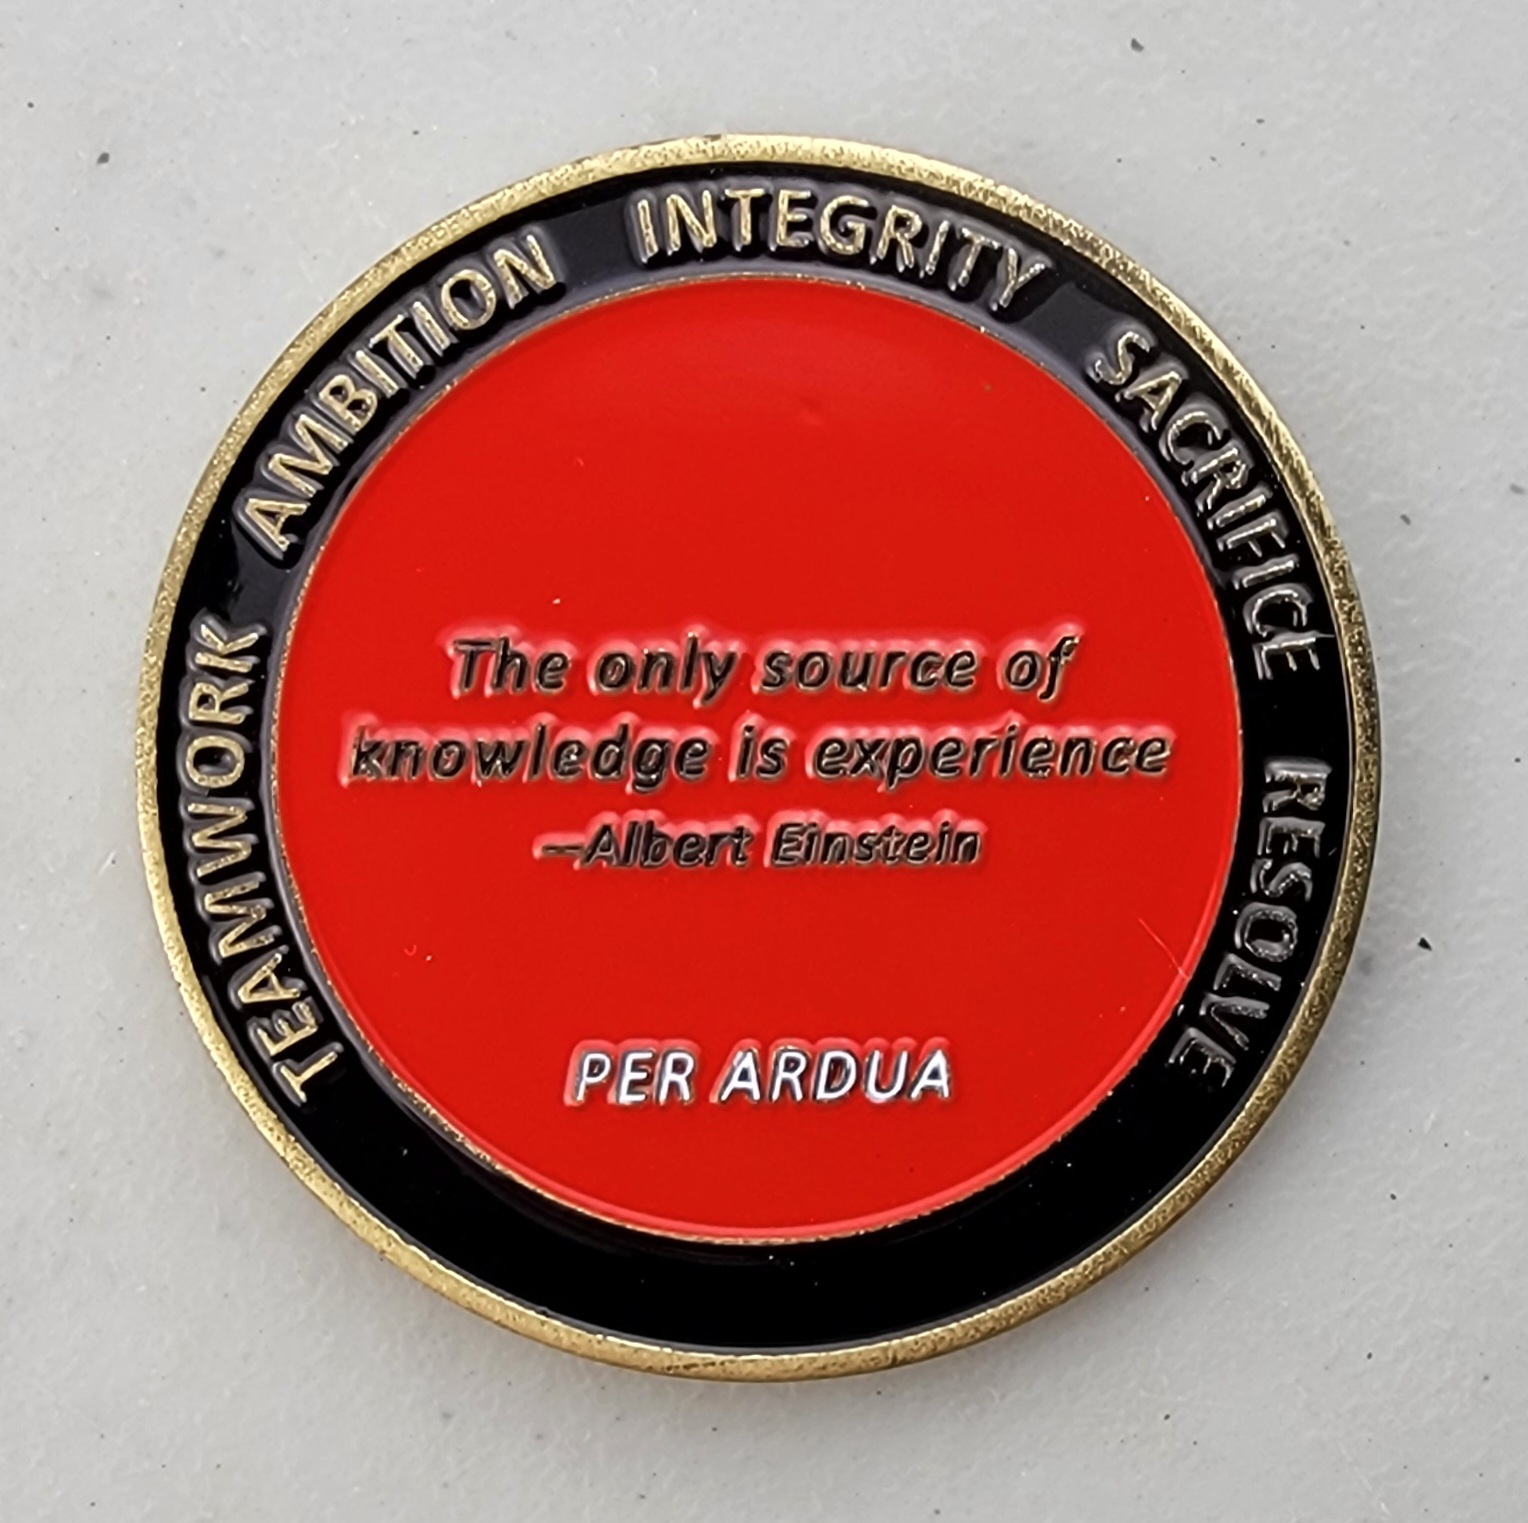 TEAMWORK AMBITION INTEGRITY SACRIFICE RESOLVE
The only source of
knowledge is experience
—Albert Einstein
PER ARDUA